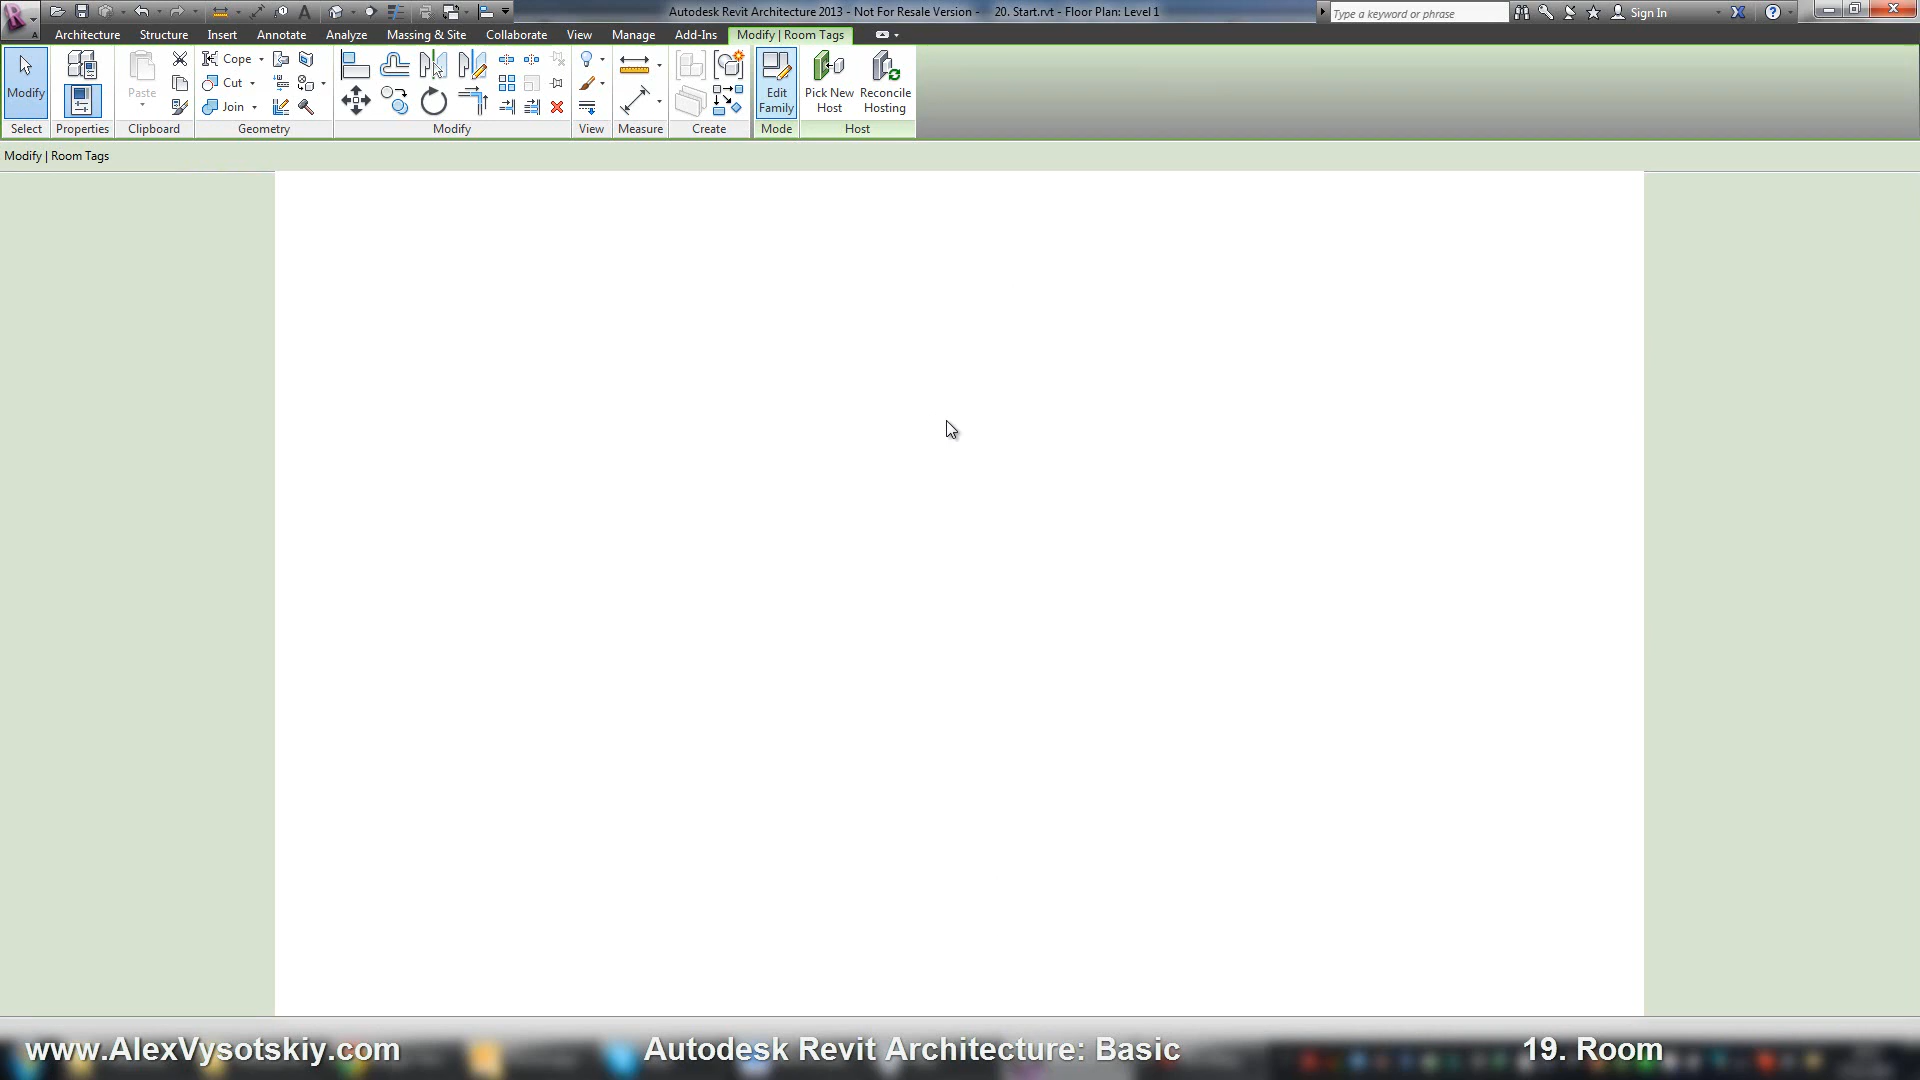 Autodesk Revit Architecture 2013 - Not For Resale Version - 20. Start.rvt - Floor Plan: Level 1
Type a keyword or phrase
Sign In
Architecture Structure Insert Annotate Analyze Massing & Site Collaborate View Manage Add-Ins Modify | Room Tags
Modify
Paste
Cope
Cut
Join
Edit Family
Pick New Host
Reconcile Hosting
Select Properties Clipboard Geometry Modify View Measure Create Mode Host
Modify | Room Tags
www.AlexVysotskiy.com Autodesk Revit Architecture: Basic 19. Room